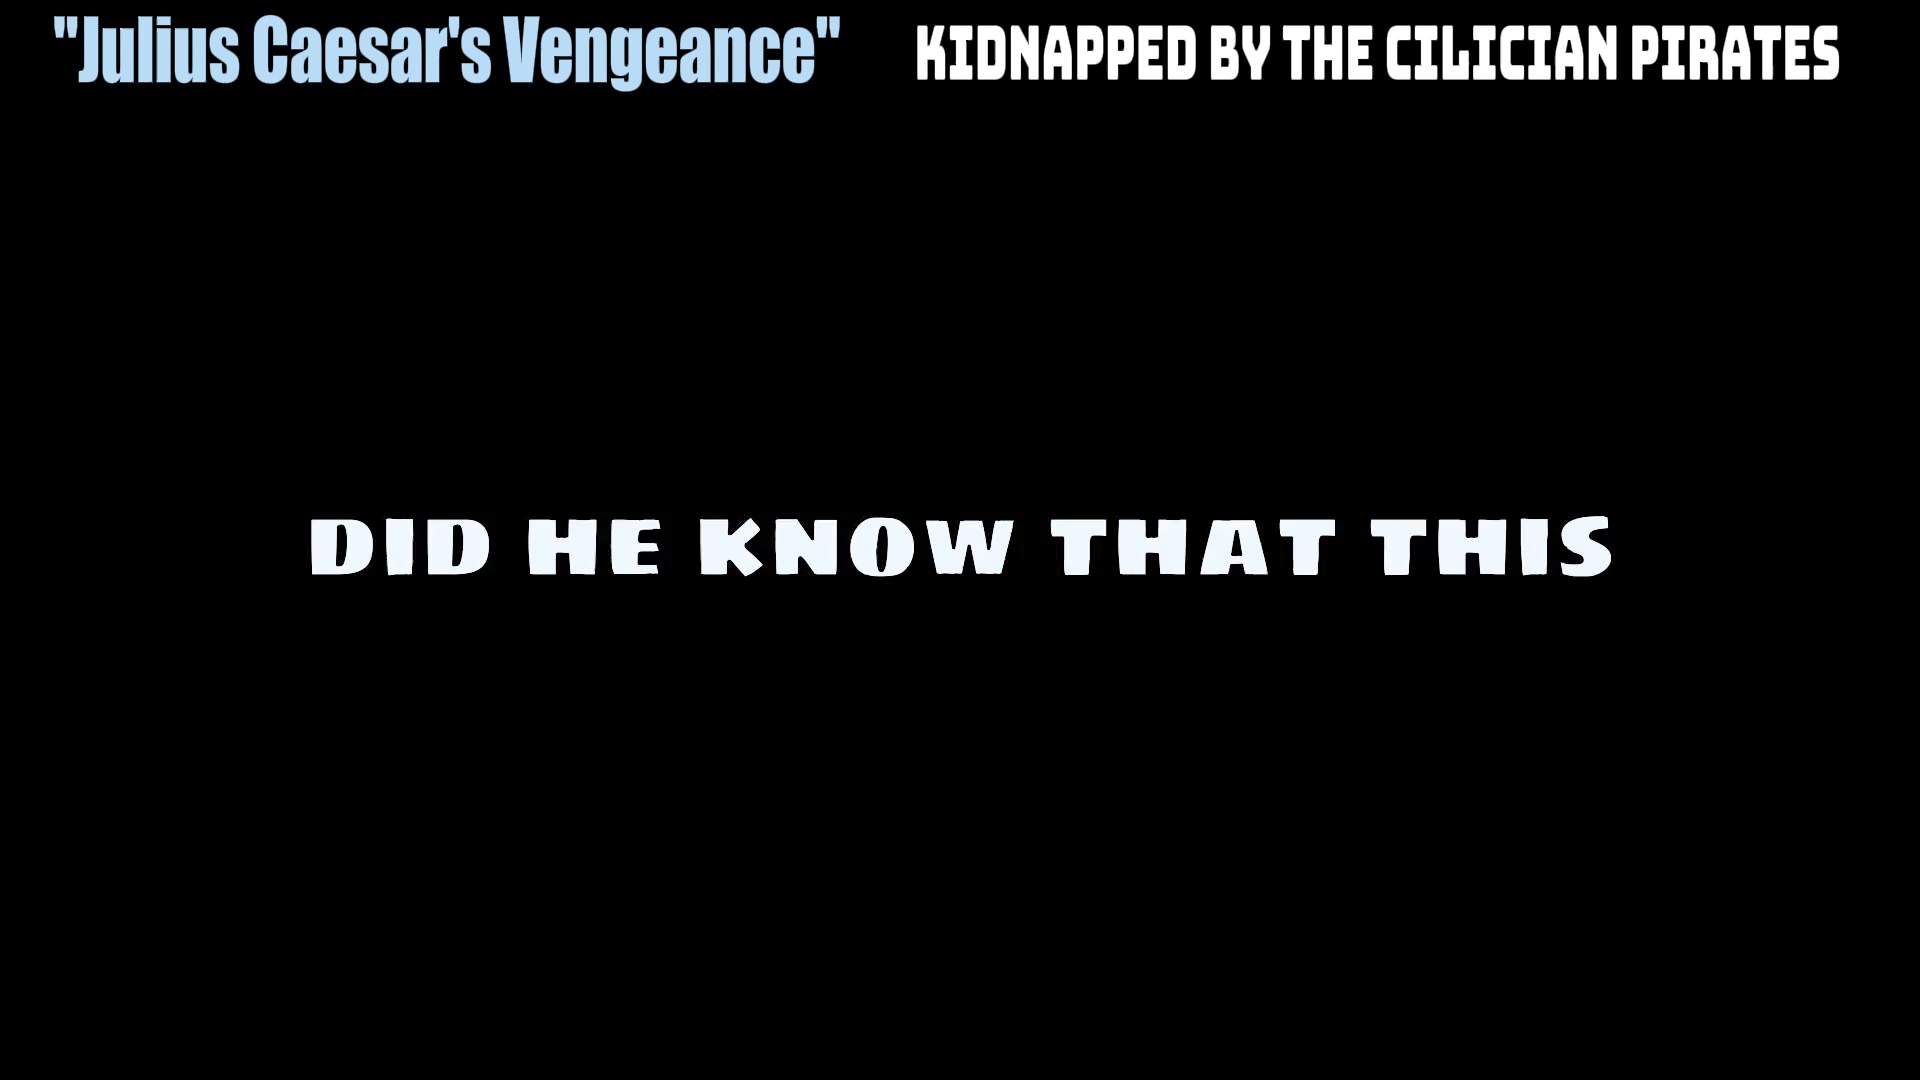 "Julius Caesar's Vengeance" KIDNAPPED BY THE CILICIAN PIRATES
DID HE KNOW THAT THIS